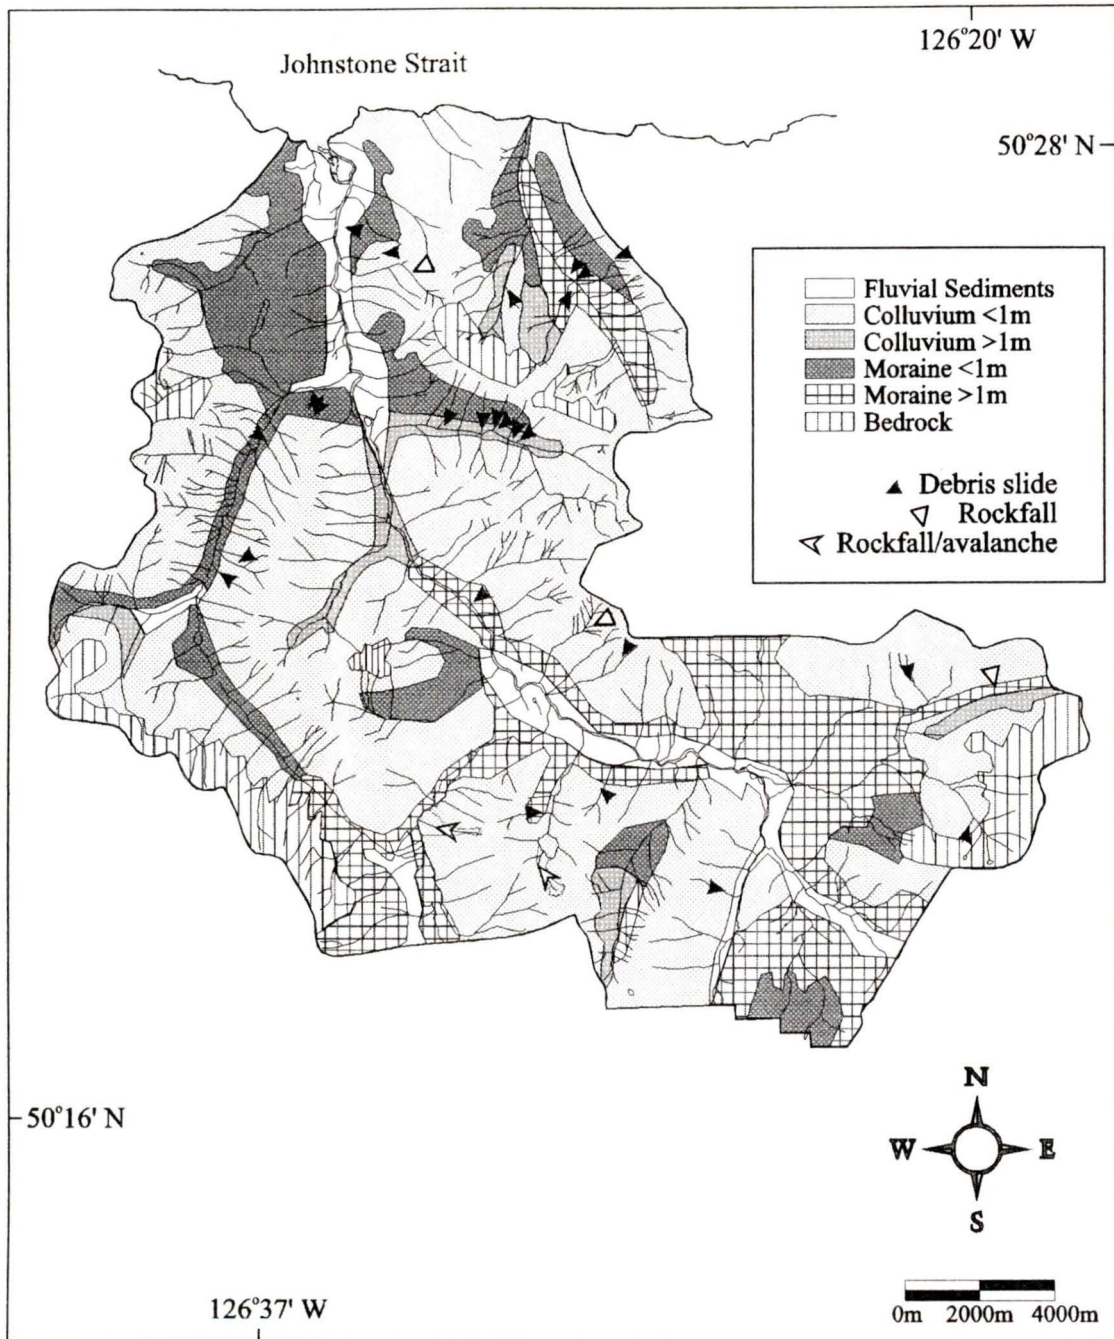 126°20' W
Johnstone Strait
50°28' N
Fluvial Sediments
Colluvium <1m
Colluvium >1m
Moraine <1m
Moraine >1m
Bedrock
Debris slide
Rockfall
Rockfall/avalanche
N
50°16' N
W E
S
126°37' W
0m 2000m 4000m